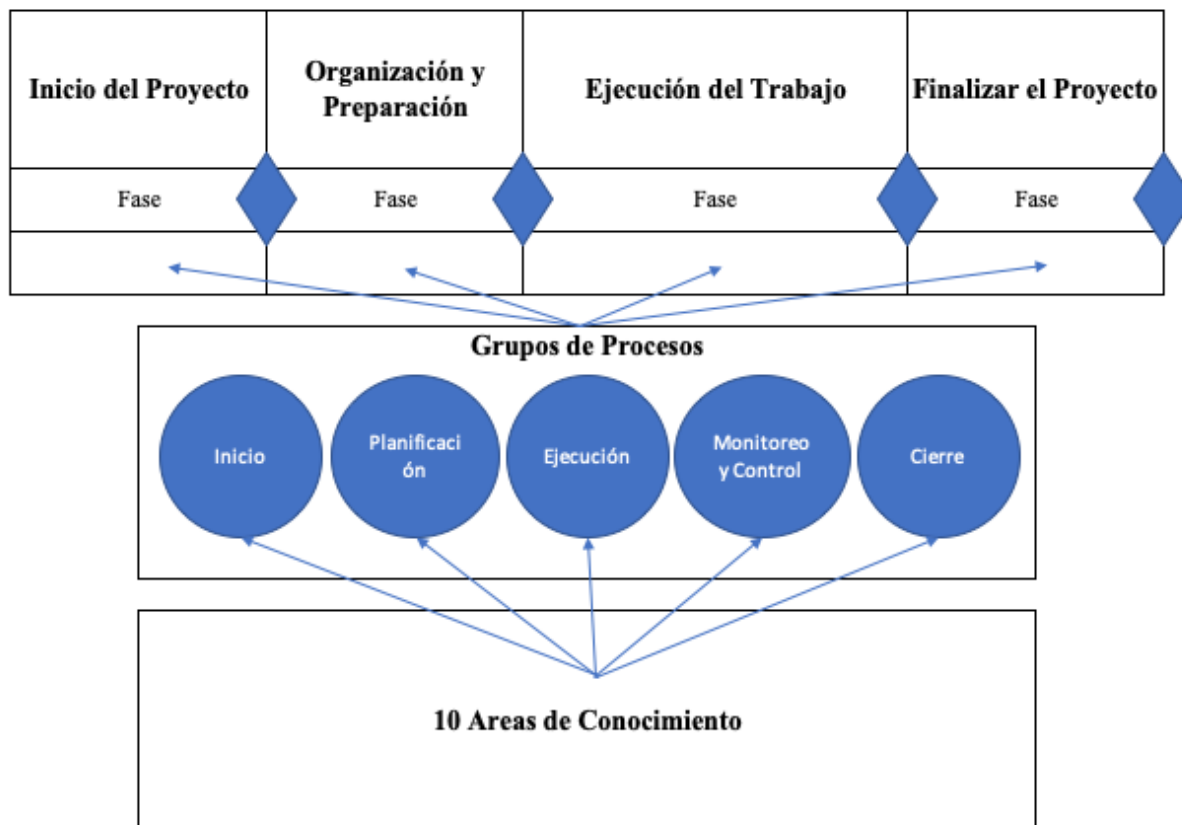 Inicio del Proyecto
Organización y
Preparación
Ejecución del Trabajo
Finalizar el Proyecto
Fase
Fase
Fase
Fase
Grupos de Procesos
Inicio
Planificaci
ón
Ejecución
Monitoreo
y Control
Cierre
10 Areas de Conocimiento